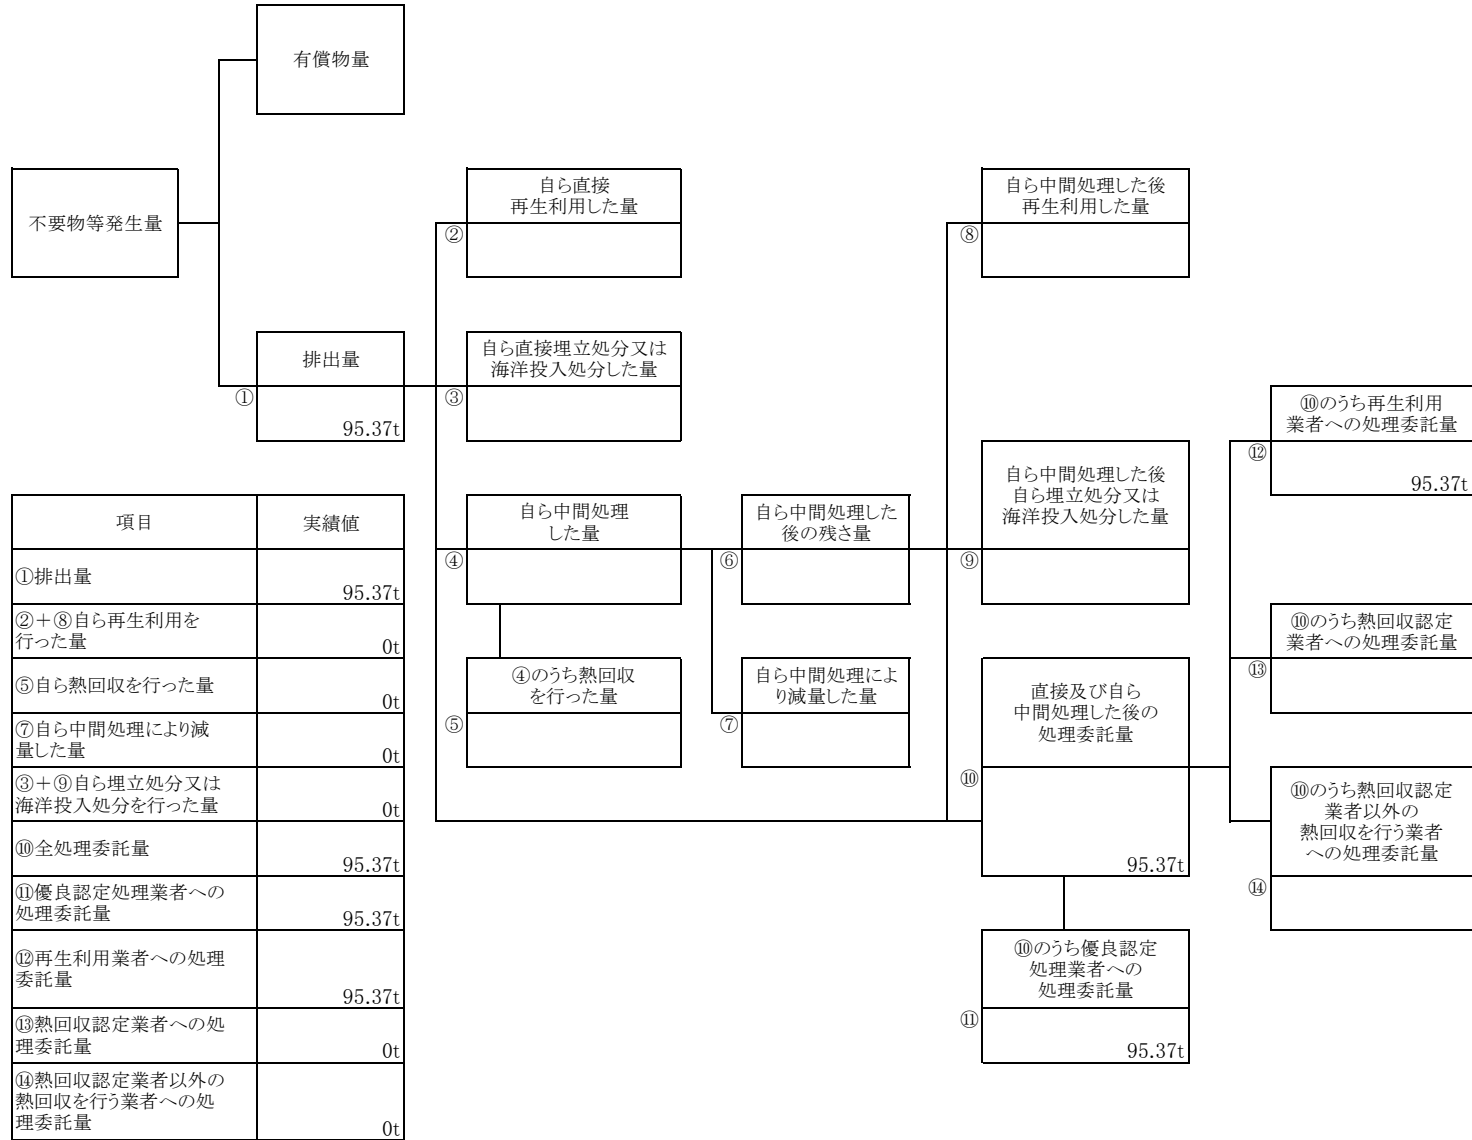 有償物量
不要物等発生量
自ら直接
再生利用した量
②
自ら中間処理した後
再生利用した量
⑧
排出量
①
95.37t
自ら直接埋立処分又は
海洋投入処分した量
③
⑩のうち再生利用
業者への処理委託量
⑫
95.37t
自ら中間処理
した量
④
自ら中間処理した
後の残さ量
⑥
自ら中間処理した後
自ら埋立処分又は
海洋投入処分した量
⑨
④のうち熱回収
を行った量
⑤
自ら中間処理によ
り減量した量
⑦
直接及び自ら
中間処理した後の
処理委託量
⑩
95.37t
⑩のうち熱回収認定
業者への処理委託量
⑬
⑩のうち熱回収認定
業者以外の
熱回収を行う業者
への処理委託量
⑭
⑩のうち優良認定
処理業者への
処理委託量
⑪
95.37t
項目
実績値
①排出量
95.37t
②+⑧自ら再生利用を
行った量
0t
⑤自ら熱回収を行った量
0t
⑦自ら中間処理により減
量した量
0t
③+⑨自ら埋立処分又は
海洋投入処分を行った量
0t
⑩全処理委託量
95.37t
⑪優良認定処理業者への
処理委託量
95.37t
⑫再生利用業者への処理
委託量
95.37t
⑬熱回収認定業者への処
理委託量
0t
⑭熱回収認定業者以外の
熱回収を行う業者への処
理委託量
0t